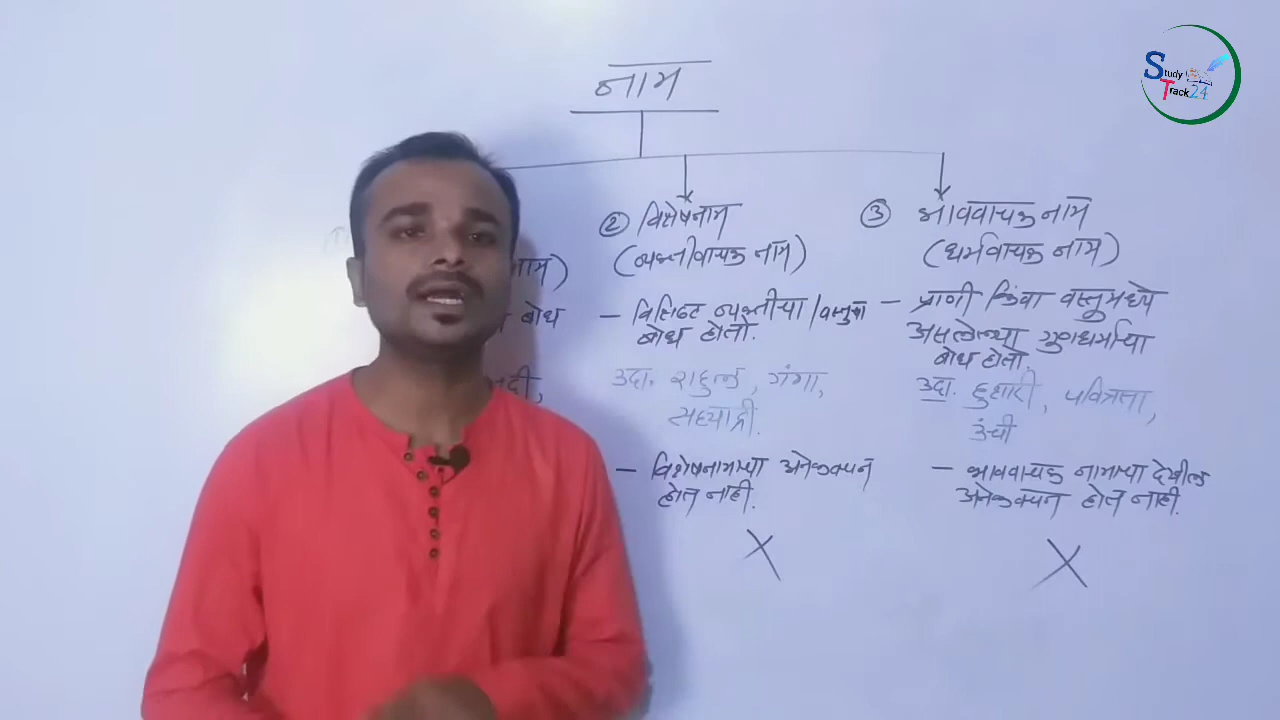 Study
Track24
नाम
नाम)
बोध
② विशेषनाम
(व्यक्तीवाचक नाम)
– विशिष्ट व्यक्तीचा/वस्तुचा
बोध होतो.
उदा. राहुल, गंगा,
सह्याद्री.
– विशेषनामाचा अनेकवचन
होत नाही.
③ भाववाचक नाम
(धर्मवाचक नाम)
– प्राणी किंवा वस्तूमध्ये
असलेल्या गुणधर्माचा
बोध होतो.
उदा. हुशारी, पवित्रता,
उंची
– भाववाचक नामाचा देखील
अनेकवचन होत नाही.